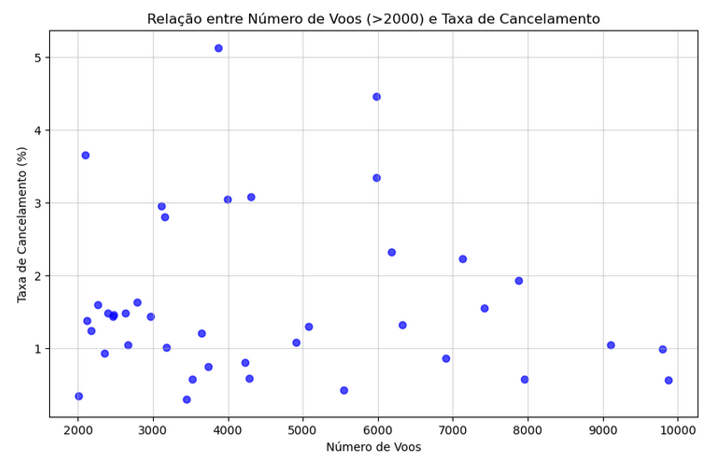 Relação entre Número de Voos (>2000) e Taxa de Cancelamento
Taxa de Cancelamento (%)
5
4
3
2
1
2000 3000 4000 5000 6000 7000 8000 9000 10000
Número de Voos